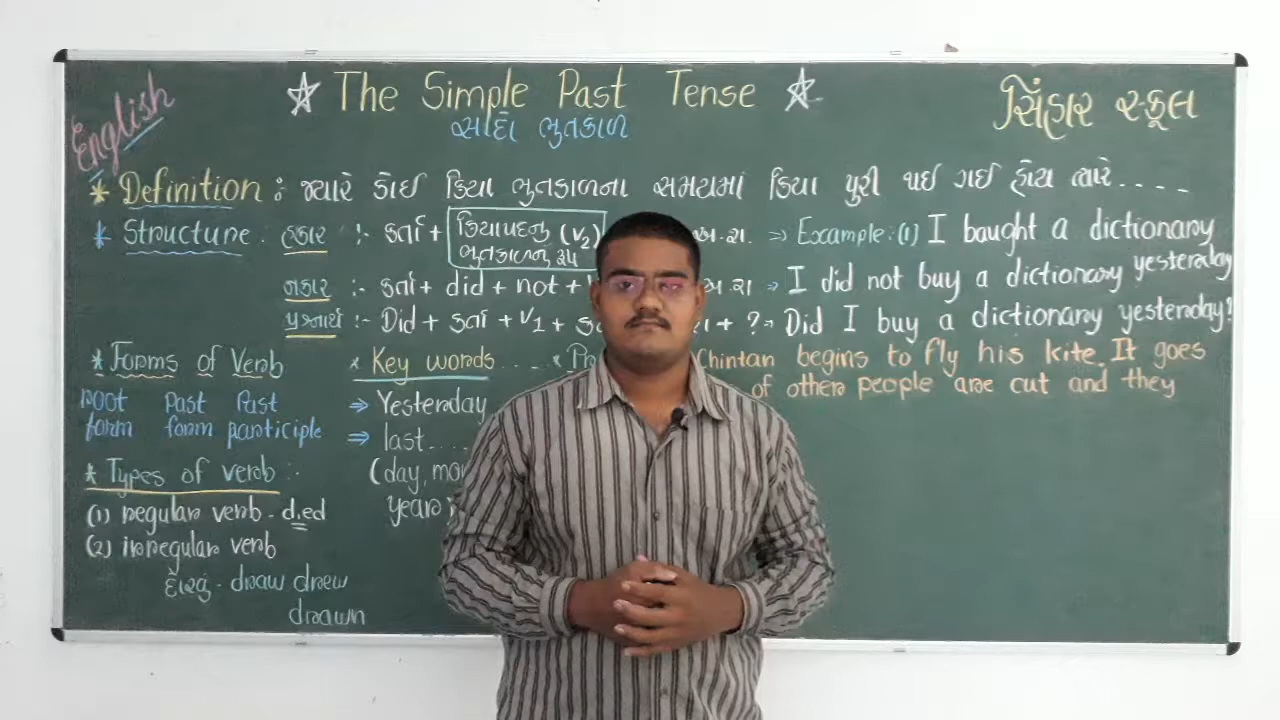 English
☆ The Simple Past Tense ☆
સાદો ભુતકાળ
સિંહાર સ્કૂલ
* Definition : જ્યારે કોઈ ક્રિયા ભુતકાળના સમયમાં ક્રિયા પુરી થઈ ગઈ હોય ત્યારે....
* Structure : હકાર :- કર્તા + ક્રિયાપદનુ (V2) ભુતકાળનુ રૂપ અ.શ. ⇒ Example:(1) I baught a dictionary
નકાર :- કર્તા + did + not + અ.શ ⇒ I did not buy a dictionary yesterday
પ્રશ્નાર્થ :- Did + કર્તા + V1 + + ? ⇒ Did I buy a dictionary yesterday?
* Forms of Verb
root Past Past
form form participle
* Key words ....
⇒ Yesterday
⇒ last....
(day, mo
year
Chintan begins to fly his kite. It goes
of other people are cut and they
* Types of verb :-
(1) regular verb - d,ed
(2) irregular verb
દોરવું - draw drew
drawn